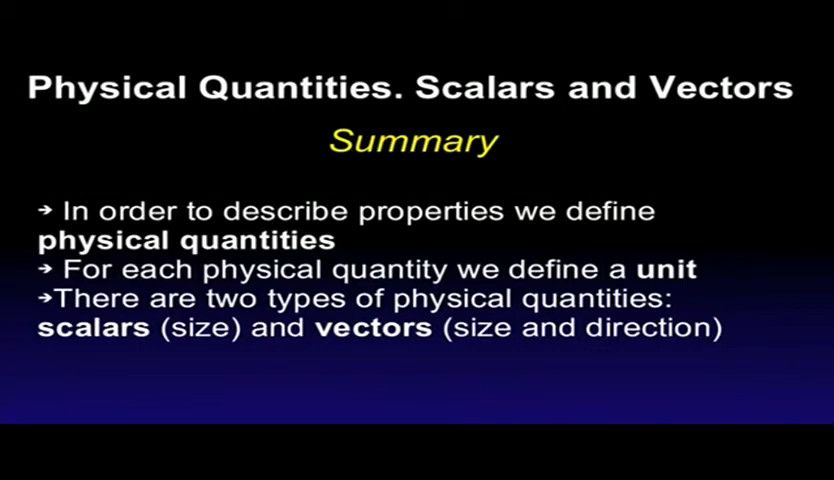 Physical Quantities. Scalars and Vectors
Summary
➔ In order to describe properties we define
physical quantities
➔ For each physical quantity we define a unit
➔There are two types of physical quantities:
scalars (size) and vectors (size and direction)